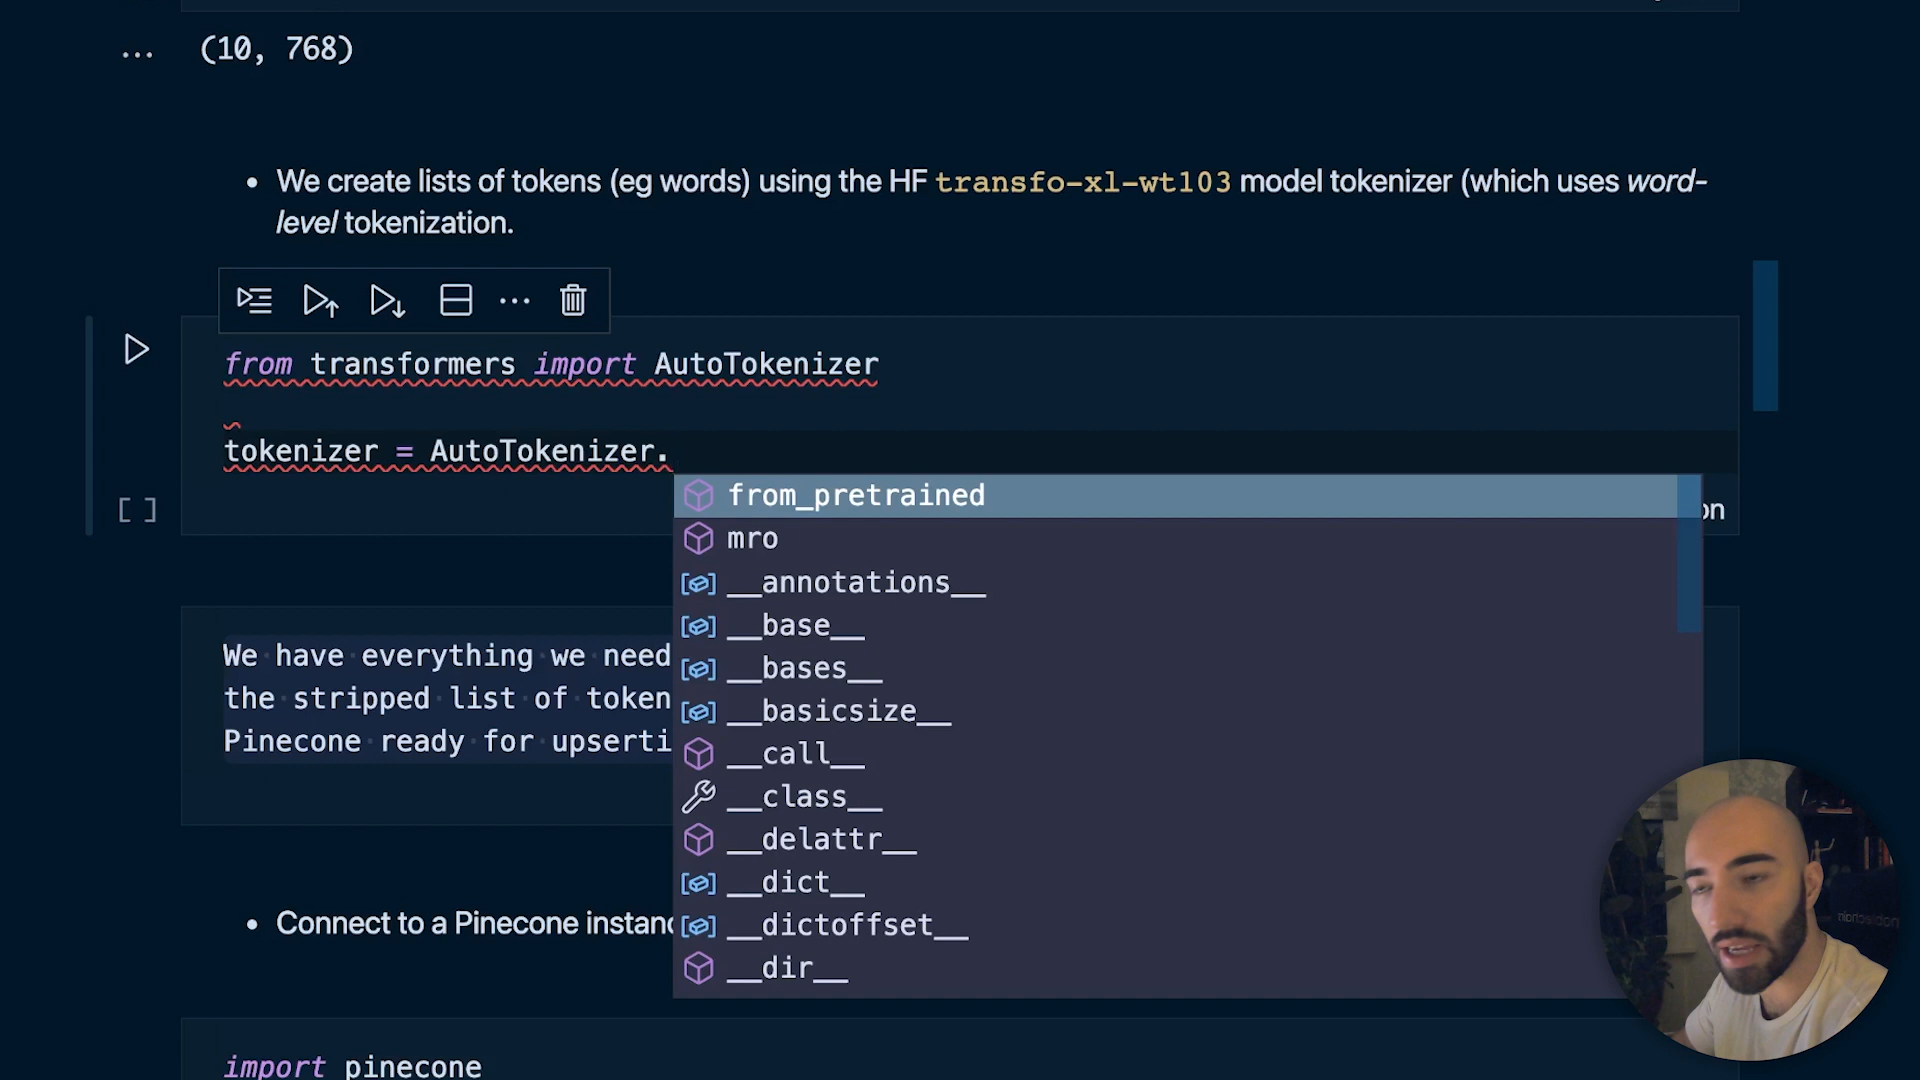 ... (10, 768)
• We create lists of tokens (eg words) using the HF transfo-xl-wt103 model tokenizer (which uses word-
level tokenization.
from transformers import AutoTokenizer
tokenizer = AutoTokenizer.
from_pretrained
[ ]
mro
__annotations__
__base__
We have everything we need
__bases__
the stripped list of token
__basicsize__
Pinecone ready for upserti
__call__
__class__
__delattr__
__dict__
• Connect to a Pinecone instanc
__dictoffset__
__dir__
import pinecone